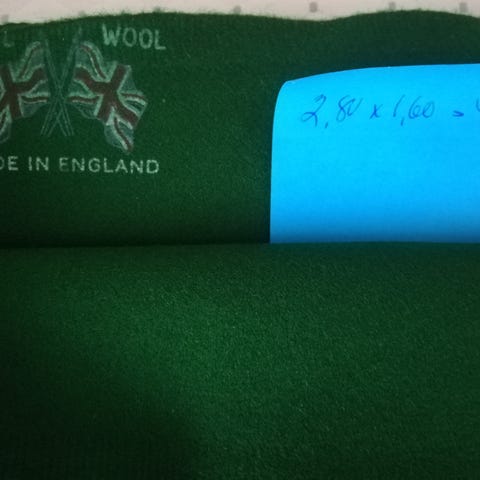 WOOL
DE IN ENGLAND
2,80 x 1,60 =